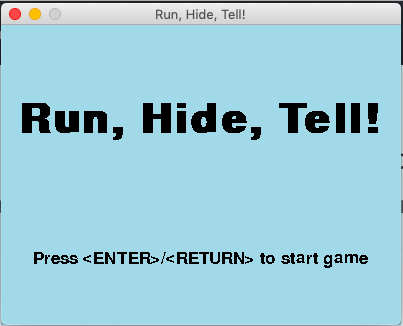 Run, Hide, Tell!
Run, Hide, Tell!
Press <ENTER>/<RETURN> to start game